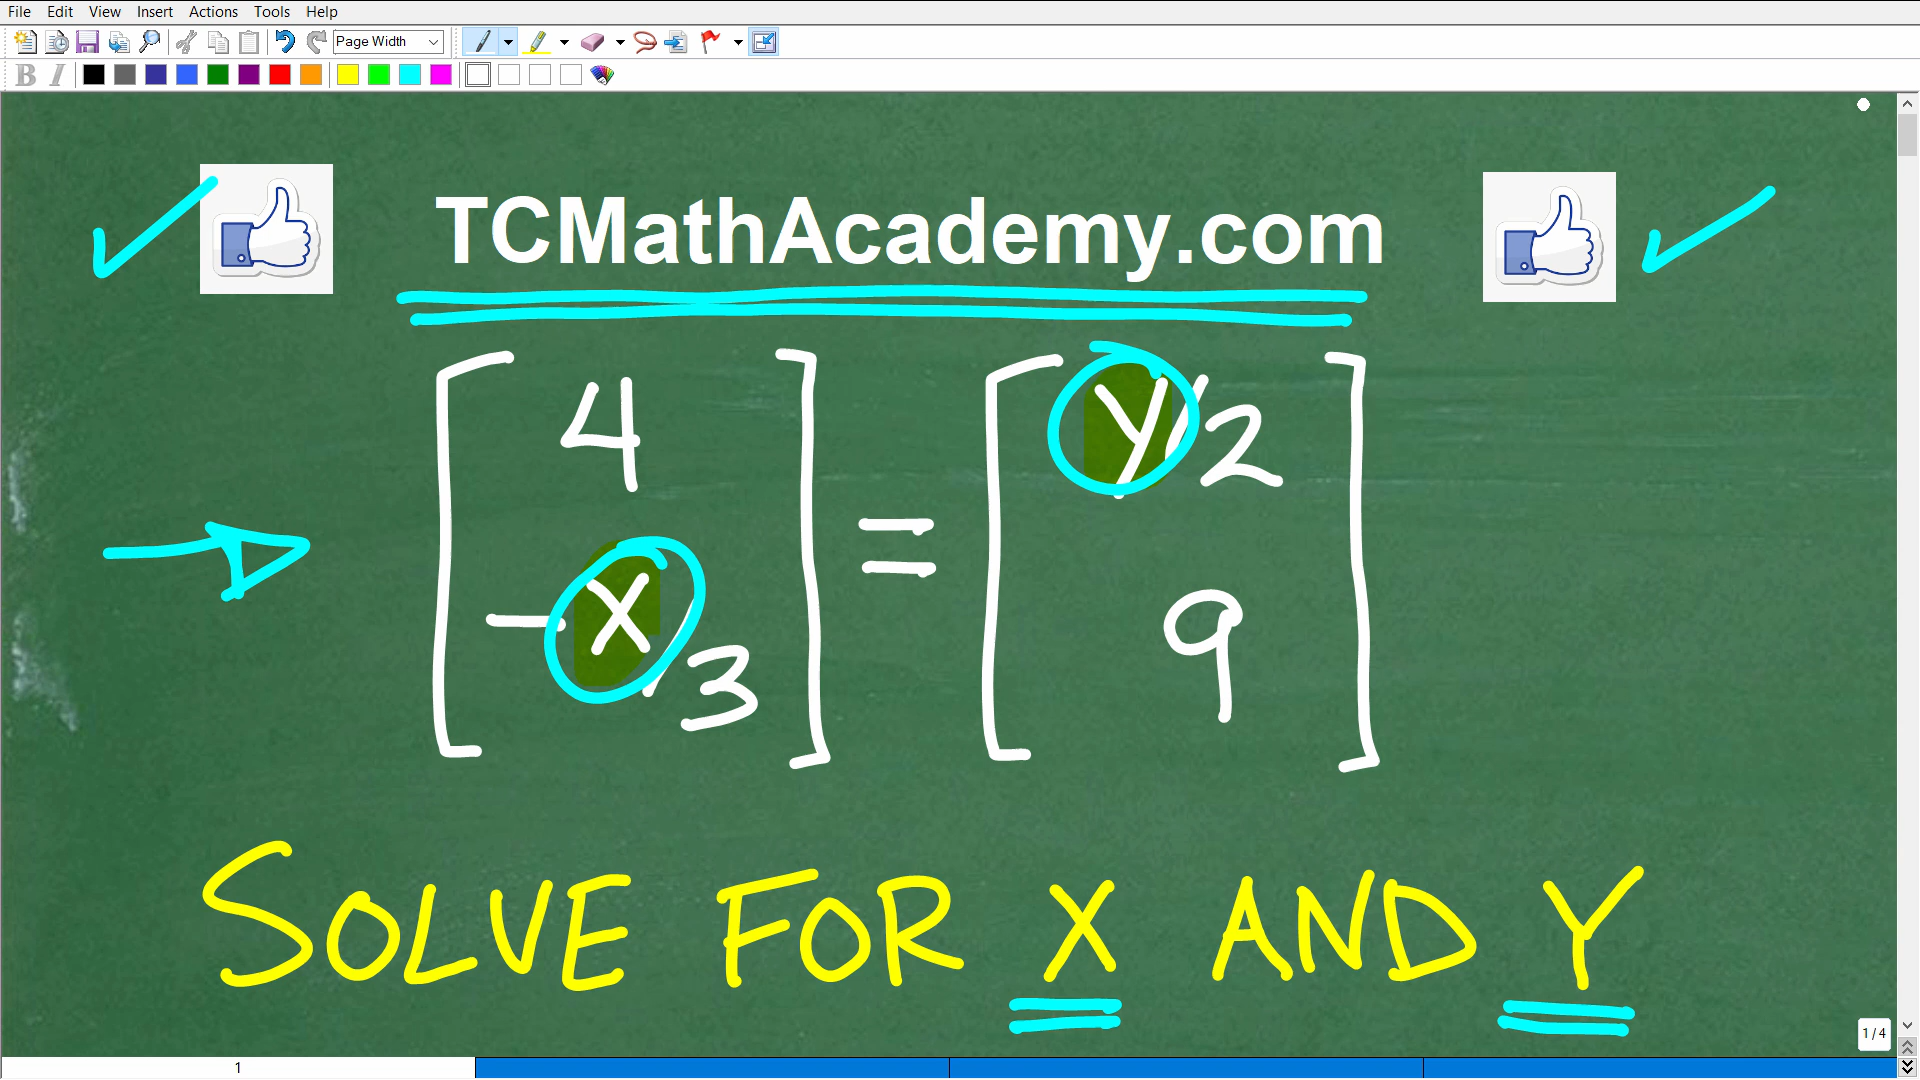 File Edit View Insert Actions Tools Help
Page Width
B I
TCMathAcademy.com
4 y/2
=
-x/3 9
SOLVE FOR X AND Y
1/4
1